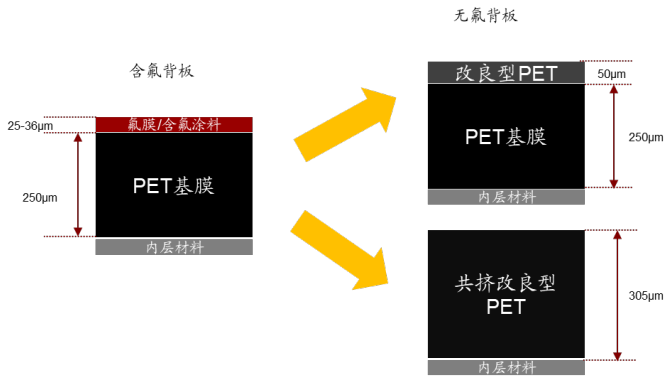 无氟背板
含氟背板
改良型PET
50μm
25-36μm
氟膜/含氟涂料
PET基膜
250μm
PET基膜
250μm
内层材料
内层材料
共挤改良型
PET
305μm
内层材料